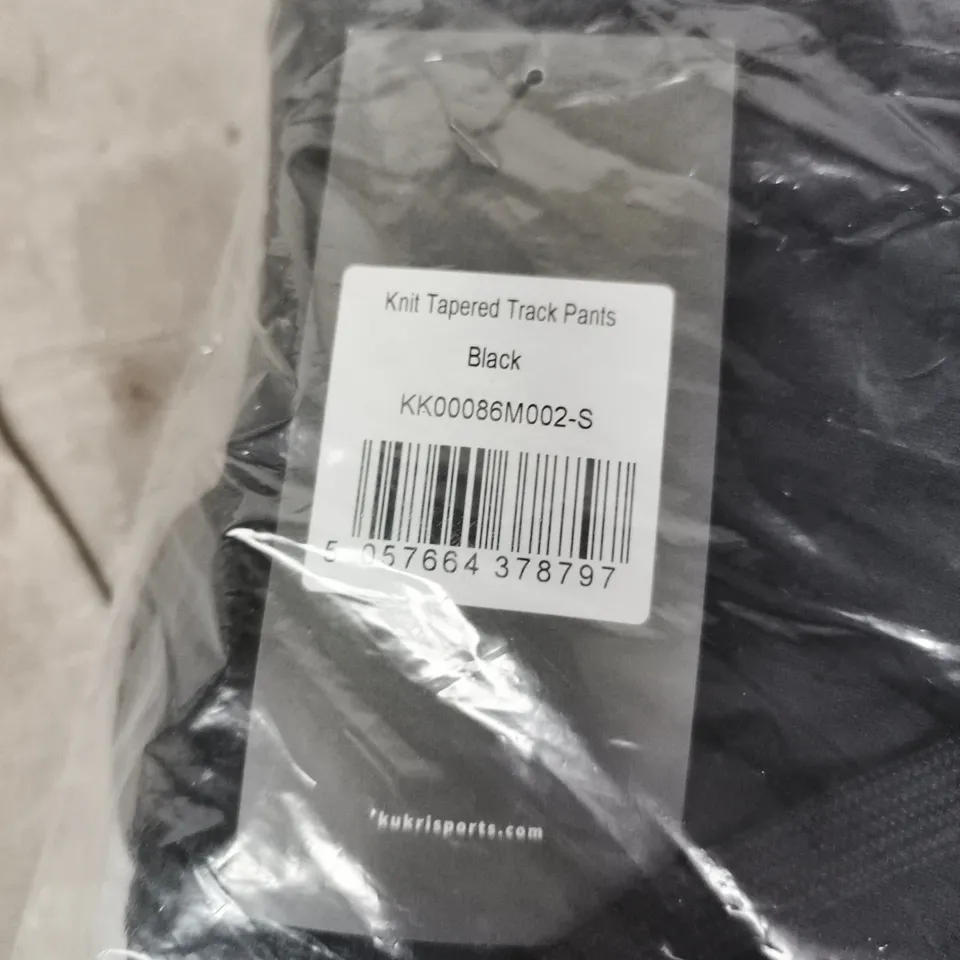 Knit Tapered Track Pants
Black
KK00086M002-S
5 057664 378797
kukrisports.com